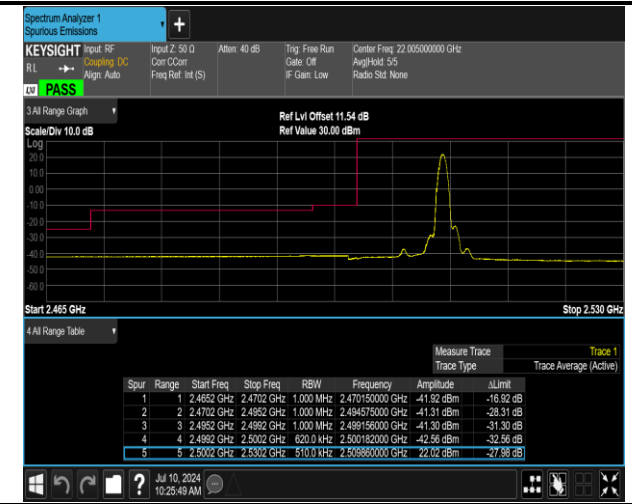 Spectrum Analyzer 1
Spurious Emissions
KEYSIGHT Input: RF Input Z: 50 Ω Atten: 40 dB Trig: Free Run Center Freq: 22.005000000 GHz
RL Coupling: DC Corr CCorr Gate: Off Avg|Hold: 5/5
Align: Auto Freq Ref: Int (S) IF Gain: Low Radio Std: None
LXI PASS
3 All Range Graph
Ref Lvl Offset 11.54 dB
Scale/Div 10.0 dB Ref Value 30.00 dBm
Log
20.0
10.0
0.00
-10.0
-20.0
-30.0
-40.0
-50.0
-60.0
Start 2.465 GHz Stop 2.530 GHz
4 All Range Table
Measure Trace Trace 1
Trace Type Trace Average (Active)
Spur Range Start Freq Stop Freq RBW Frequency Amplitude ΔLimit
1 1 2.4652 GHz 2.4702 GHz 1.000 MHz 2.470150000 GHz -41.92 dBm -16.92 dB
2 2 2.4702 GHz 2.4952 GHz 1.000 MHz 2.494575000 GHz -41.31 dBm -28.31 dB
3 3 2.4952 GHz 2.4992 GHz 1.000 MHz 2.499156000 GHz -41.30 dBm -31.30 dB
4 4 2.4992 GHz 2.5002 GHz 620.0 kHz 2.500182000 GHz -42.56 dBm -32.56 dB
5 5 2.5002 GHz 2.5302 GHz 510.0 kHz 2.509860000 GHz 22.02 dBm -27.98 dB
Jul 10, 2024
10:25:49 AM